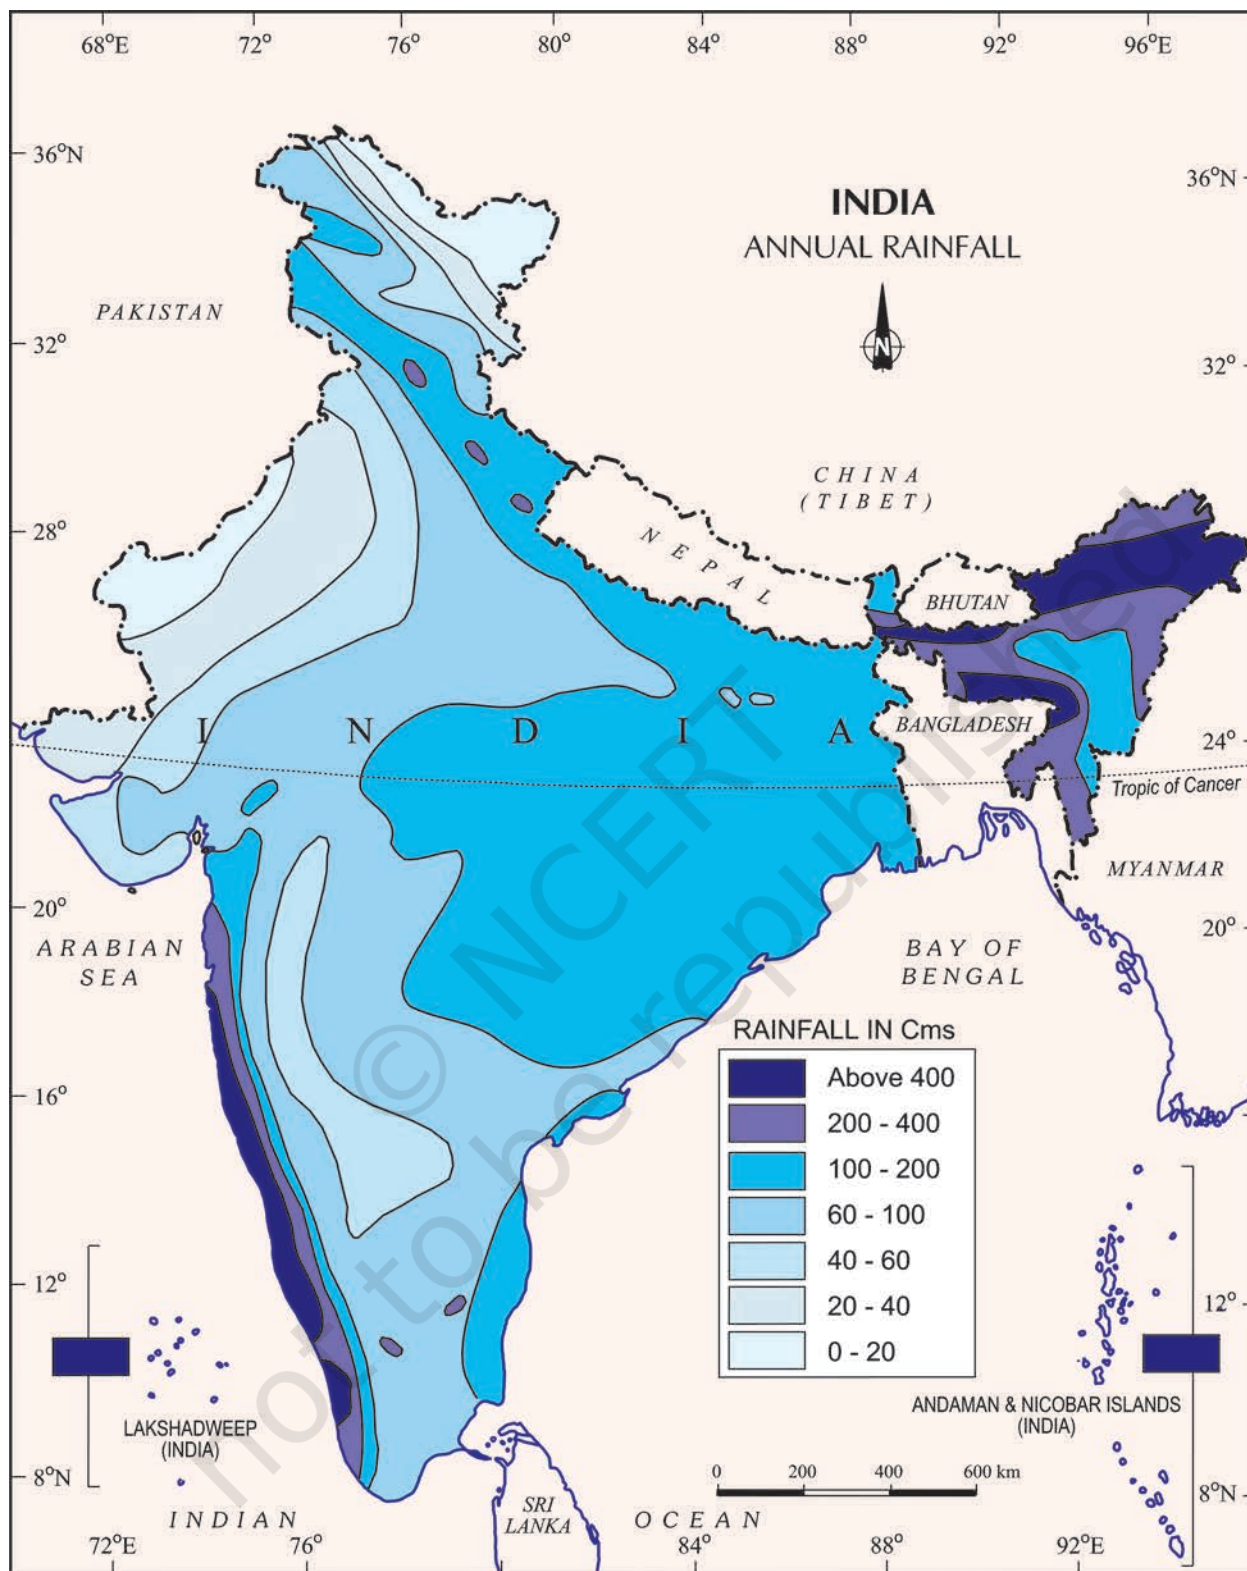 68°E 72° 76° 80° 84° 88° 92° 96°E
36°N
36°N
INDIA
ANNUAL RAINFALL
N
PAKISTAN
32°
32°
CHINA
(TIBET)
28°
28°
NEPAL
BHUTAN
INDIA
BANGLADESH
24°
Tropic of Cancer
MYANMAR
20°
20°
ARABIAN
SEA
BAY OF
BENGAL
RAINFALL IN Cms
Above 400
200 - 400
100 - 200
60 - 100
40 - 60
20 - 40
0 - 20
16°
12°
12°
LAKSHADWEEP
(INDIA)
ANDAMAN & NICOBAR ISLANDS
(INDIA)
8°N
8°N
0 200 400 600 km
INDIAN OCEAN
SRI
LANKA
72°E 76° 84° 88° 92°E
© NCERT
not to be republished